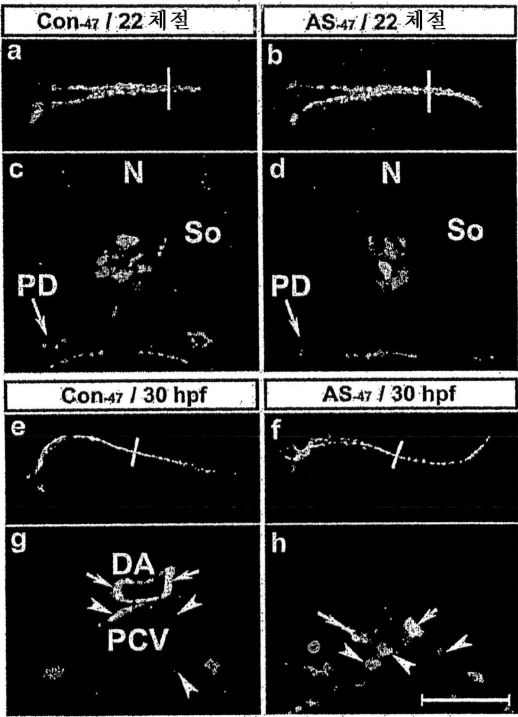 Con-47 / 22 체절
AS-47 / 22 체절
a
b
c
N
So
PD
d
N
So
PD
Con-47 / 30 hpf
AS-47 / 30 hpf
e
f
g
DA
PCV
h